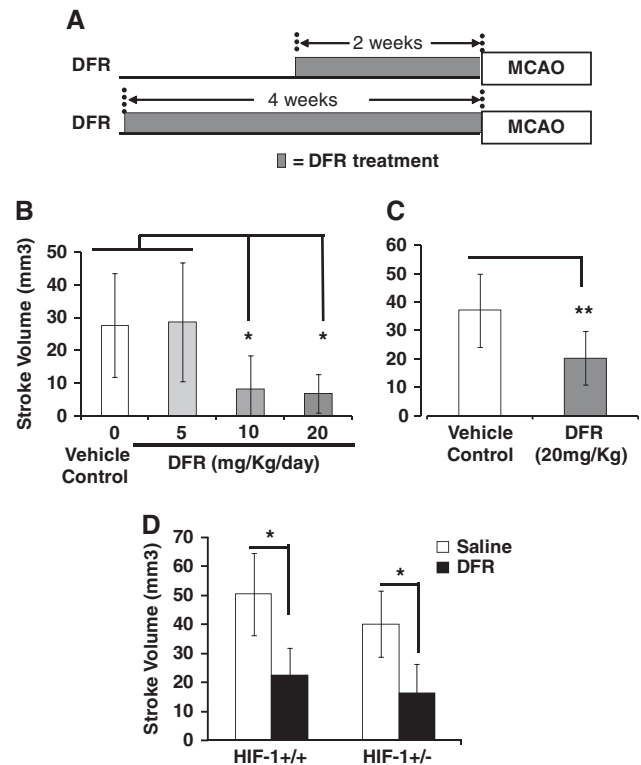 A
2 weeks
DFR
MCAO
4 weeks
DFR
MCAO
= DFR treatment
B
Stroke Volume (mm3)
50
40
30
20
10
0
*
*
0
5
10
20
Vehicle
Control
DFR (mg/Kg/day)
C
60
50
40
30
20
10
0
**
Vehicle
Control
DFR
(20mg/Kg)
D
Stroke Volume (mm3)
70
60
50
40
30
20
10
0
*
*
Saline
DFR
HIF-1+/+
HIF-1+/-